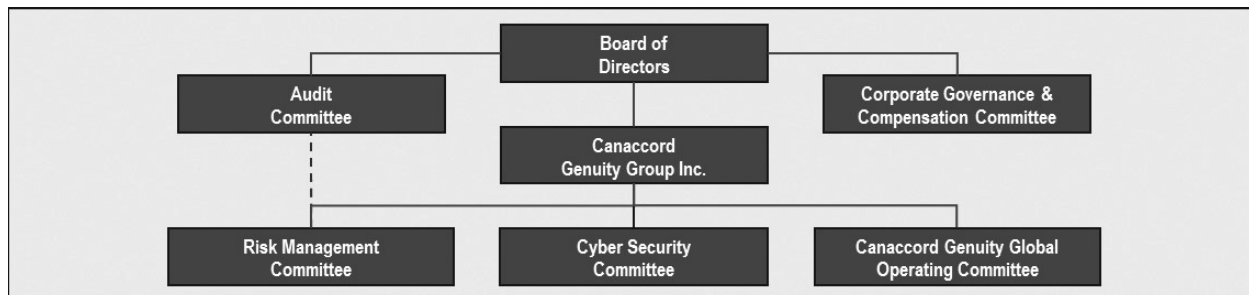 Board of
Directors
Audit
Committee
Corporate Governance &
Compensation Committee
Canaccord
Genuity Group Inc.
Risk Management
Committee
Cyber Security
Committee
Canaccord Genuity Global
Operating Committee